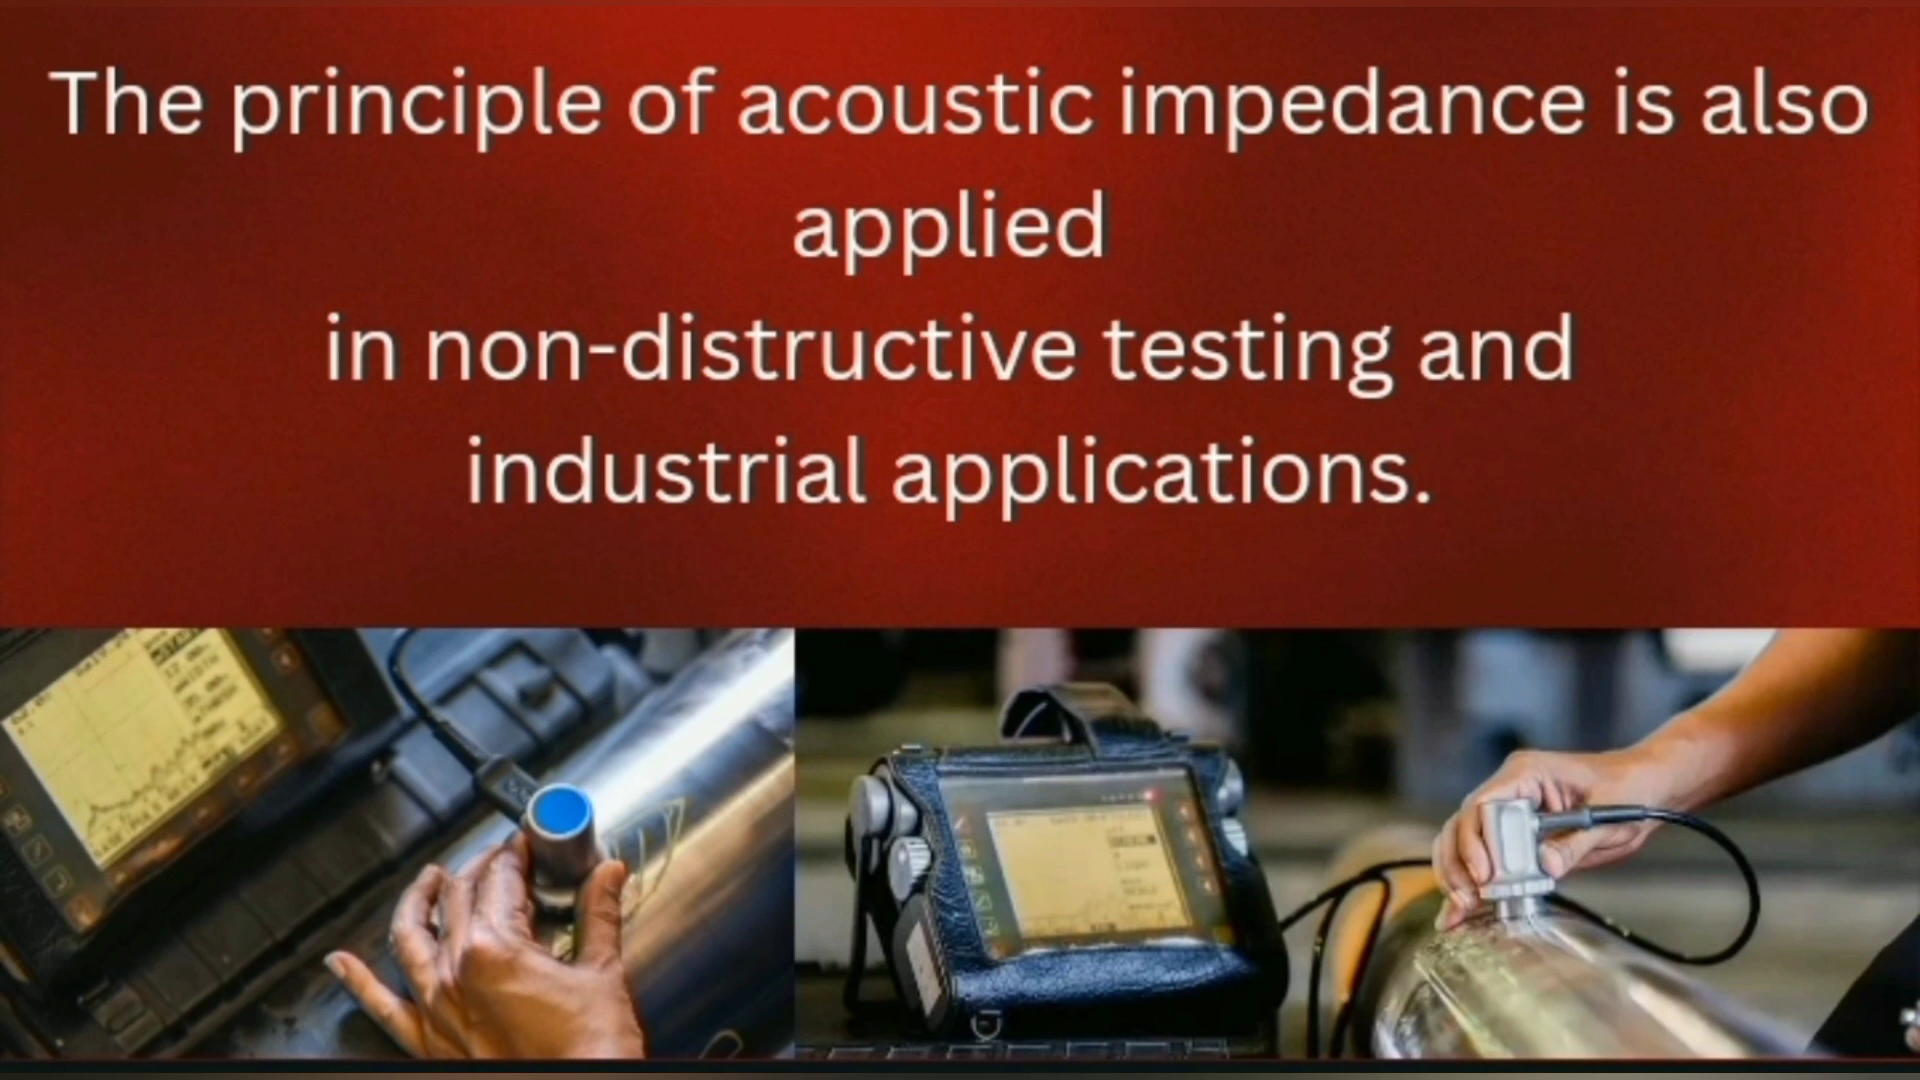 The principle of acoustic impedance is also
applied
in non-distructive testing and
industrial applications.